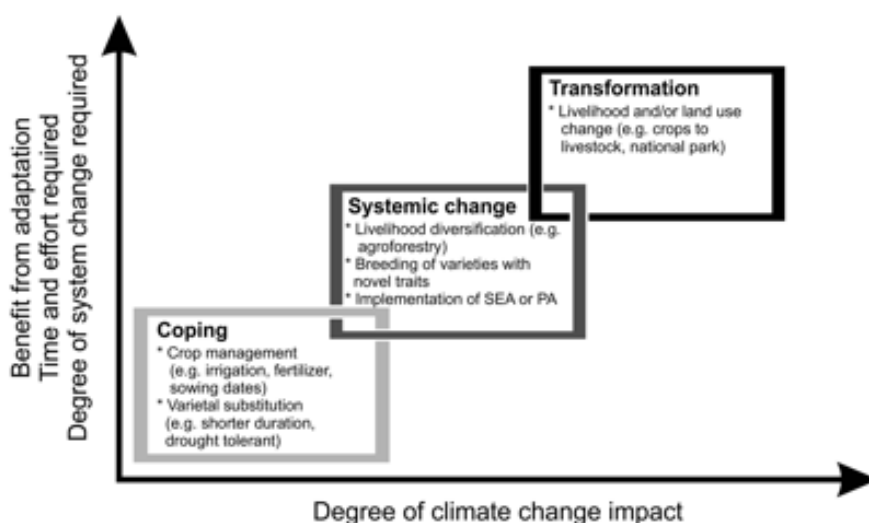 Benefit from adaptation
Time and effort required
Degree of system change required
Transformation
* Livelihood and/or land use
change (e.g. crops to
livestock, national park)
Systemic change
* Livelihood diversification (e.g.
agroforestry)
* Breeding of varieties with
novel traits
* Implementation of SEA or PA
Coping
* Crop management
(e.g. irrigation, fertilizer,
sowing dates)
* Varietal substitution
(e.g. shorter duration,
drought tolerant)
Degree of climate change impact